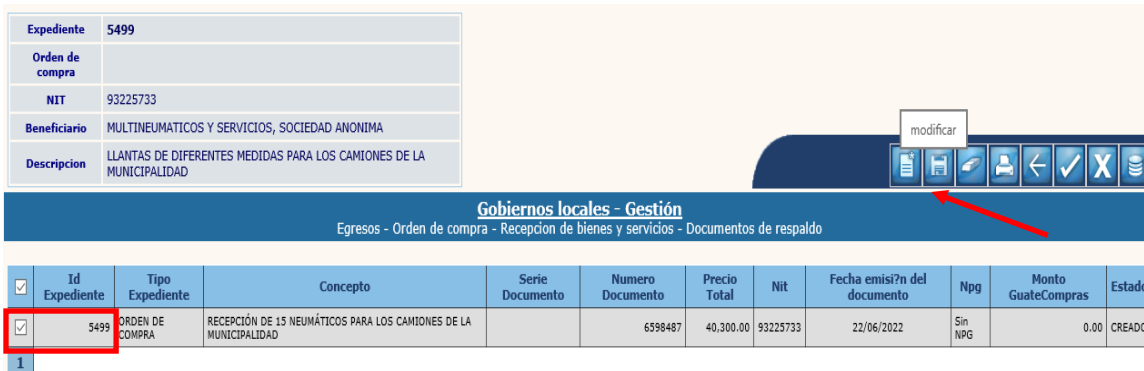 Expediente 5499
Orden de
compra
NIT 93225733
Beneficiario MULTINEUMATICOS Y SERVICIOS, SOCIEDAD ANONIMA
Descripcion LLANTAS DE DIFERENTES MEDIDAS PARA LOS CAMIONES DE LA
MUNICIPALIDAD
modificar
Gobiernos locales - Gestión
Egresos - Orden de compra - Recepcion de bienes y servicios - Documentos de respaldo
Id Expediente Tipo Expediente Concepto Serie Documento Numero Documento Precio Total Nit Fecha emisi?n del documento Npg Monto GuateCompras Estado
5499 ORDEN DE COMPRA RECEPCIÓN DE 15 NEUMÁTICOS PARA LOS CAMIONES DE LA MUNICIPALIDAD 6598487 40,300.00 93225733 22/06/2022 Sin NPG 0.00 CREADO
1